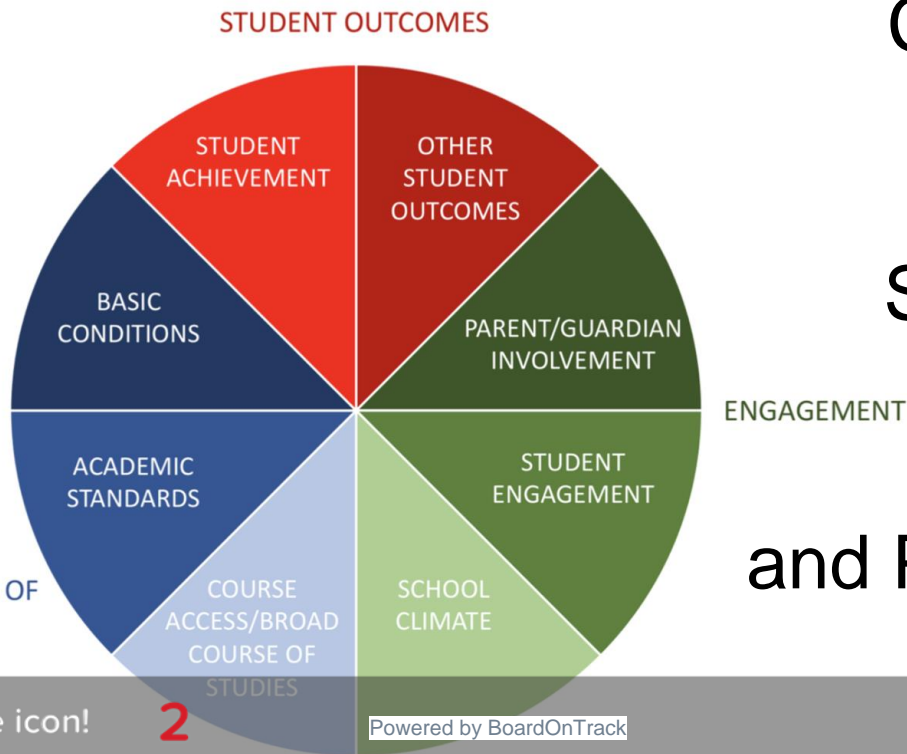 STUDENT OUTCOMES
STUDENT
ACHIEVEMENT
OTHER
STUDENT
OUTCOMES
BASIC
CONDITIONS
PARENT/GUARDIAN
INVOLVEMENT
ENGAGEMENT
ACADEMIC
STANDARDS
STUDENT
ENGAGEMENT
and
OF
COURSE
ACCESS/BROAD
COURSE OF
STUDIES
SCHOOL
CLIMATE
icon!
2
Powered by BoardOnTrack